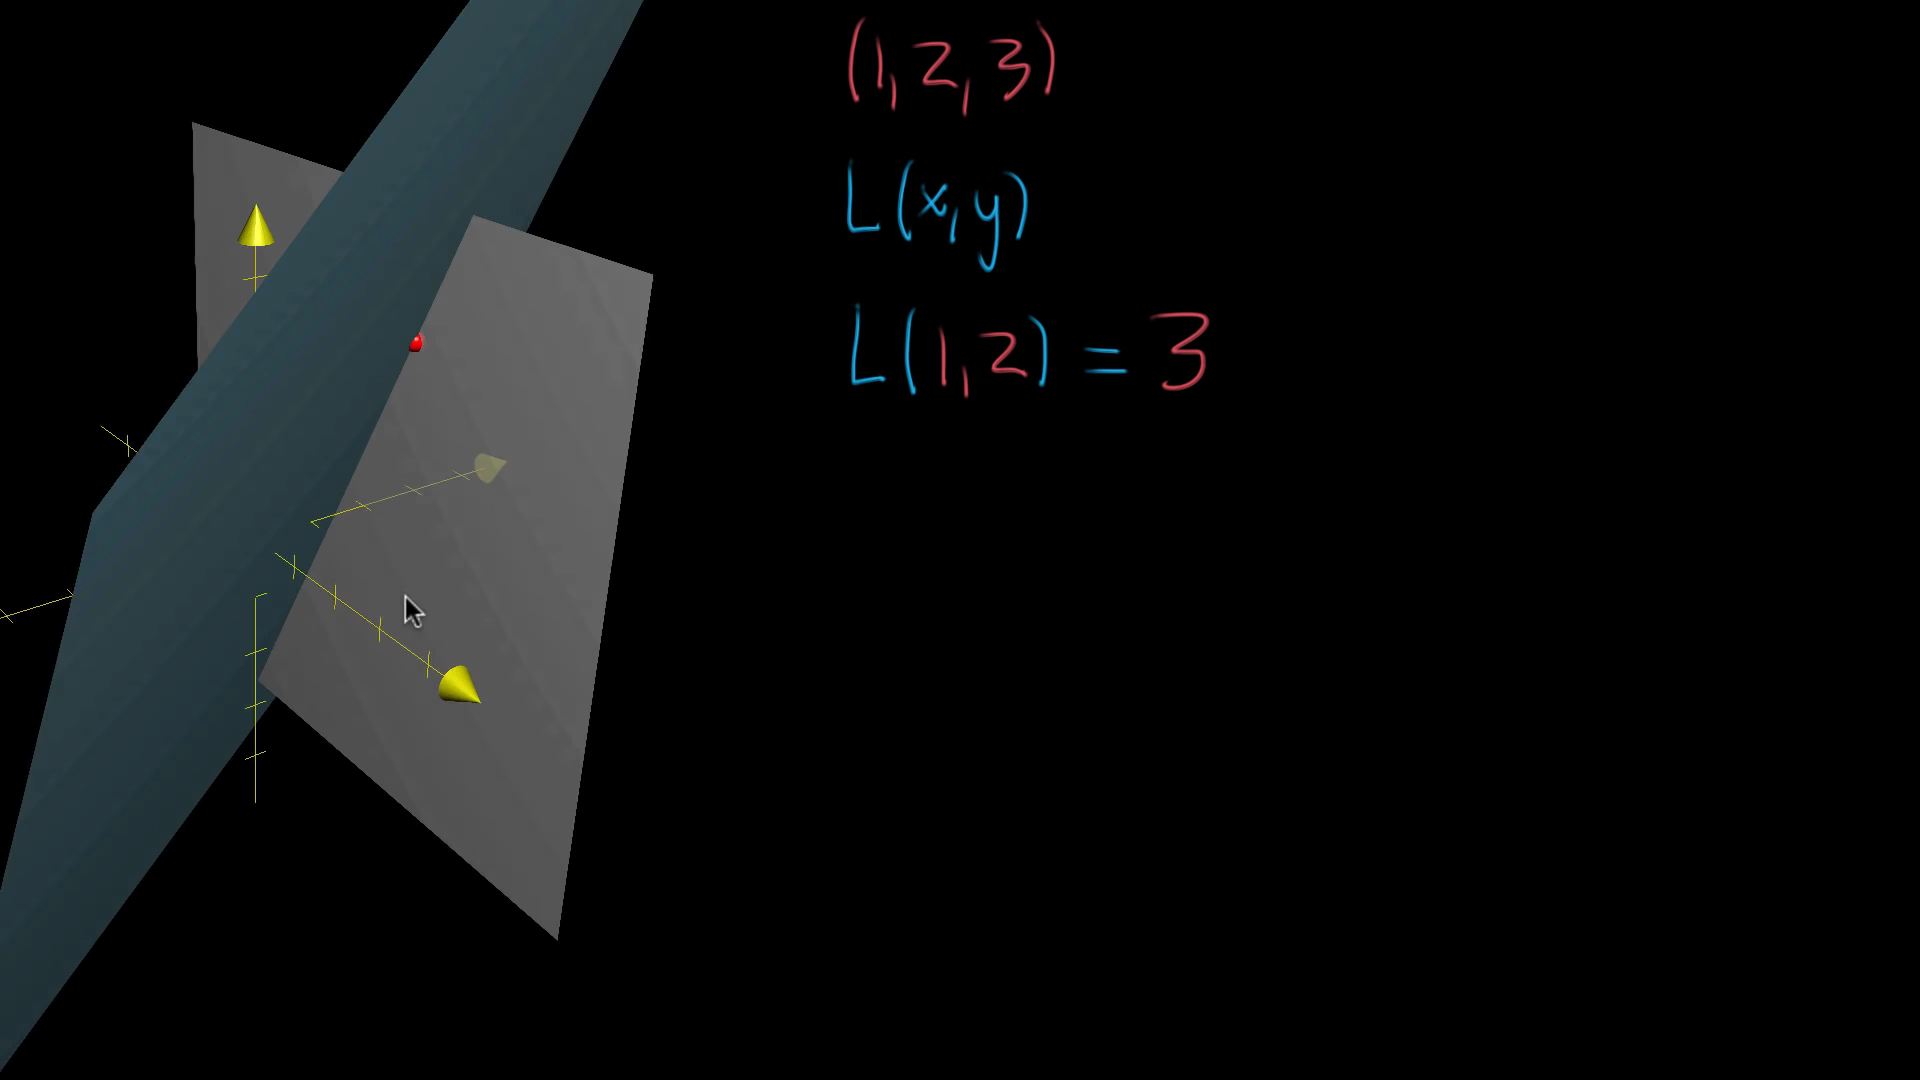 (1, 2, 3)
L(x, y)
L(1, 2) = 3